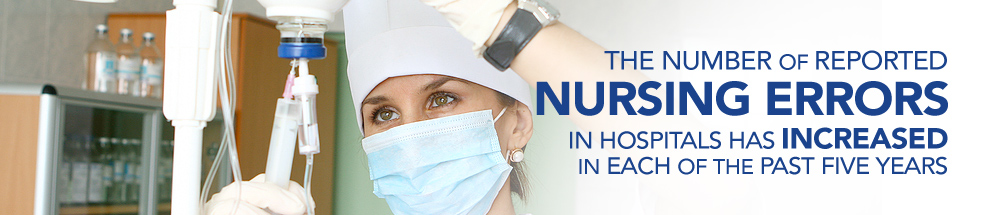 THE NUMBER OF REPORTED
NURSING ERRORS
IN HOSPITALS HAS INCREASED
IN EACH OF THE PAST FIVE YEARS